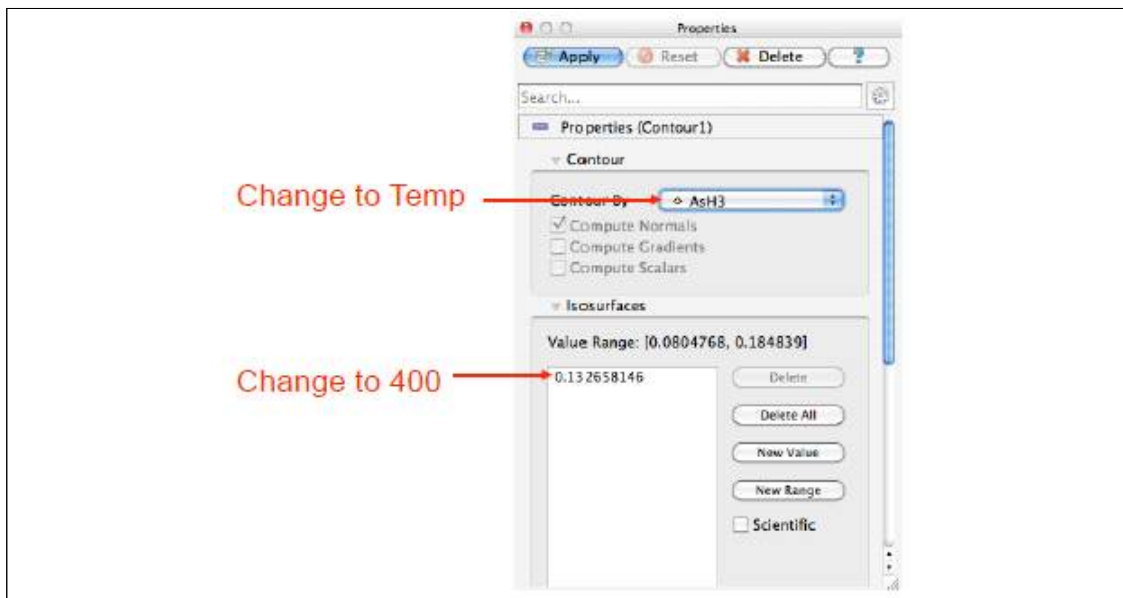 Properties
Apply Reset Delete ?
Search...
Properties (Contour1)
Contour
Change to Temp
Contour By AsH3
Compute Normals
Compute Gradients
Compute Scalars
Isosurfaces
Value Range: [0.0804768, 0.184839]
Change to 400
0.132658146
Delete
Delete All
New Value
New Range
Scientific